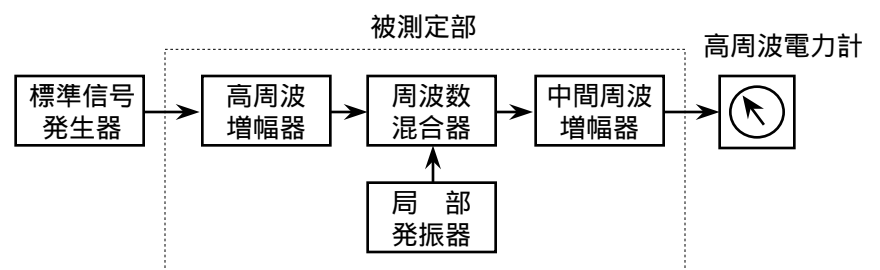 被測定部
高周波電力計
標準信号
発生器
高周波
増幅器
周波数
混合器
中間周波
増幅器
局　部
発振器